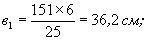 в₁ = 151×6/25 = 36,2 см;